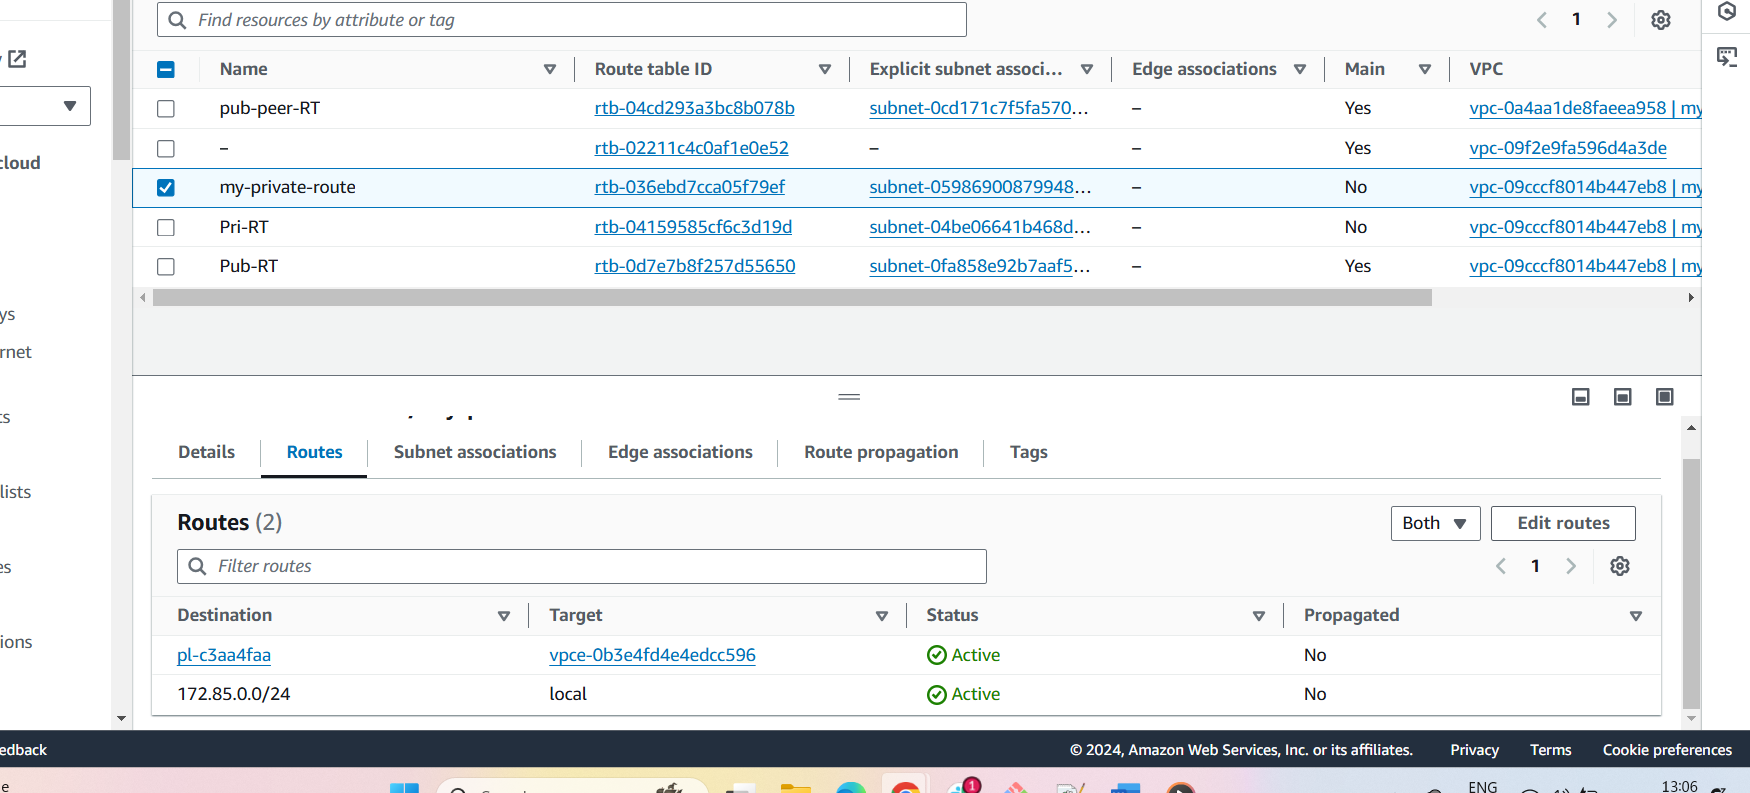 Find resources by attribute or tag
1
Name Route table ID Explicit subnet associ... Edge associations Main VPC
pub-peer-RT rtb-04cd293a3bc8b078b subnet-0cd171c7f5fa570... – Yes vpc-0a4aa1de8faeea958 | my
– rtb-02211c4c0af1e0e52 – – Yes vpc-09f2e9fa596d4a3de
cloud
my-private-route rtb-036ebd7cca05f79ef subnet-05986900879948... – No vpc-09cccf8014b447eb8 | my
Pri-RT rtb-04159585cf6c3d19d subnet-04be06641b468d... – No vpc-09cccf8014b447eb8 | my
Pub-RT rtb-0d7e7b8f257d55650 subnet-0fa858e92b7aaf5... – Yes vpc-09cccf8014b447eb8 | my
ys
rnet
ts
lists
es
ions
Details Routes Subnet associations Edge associations Route propagation Tags
Routes (2) Both Edit routes
Filter routes 1
Destination Target Status Propagated
pl-c3aa4faa vpce-0b3e4fd4e4edcc596 Active No
172.85.0.0/24 local Active No
edback © 2024, Amazon Web Services, Inc. or its affiliates. Privacy Terms Cookie preferences
e 1 ENG 13:06